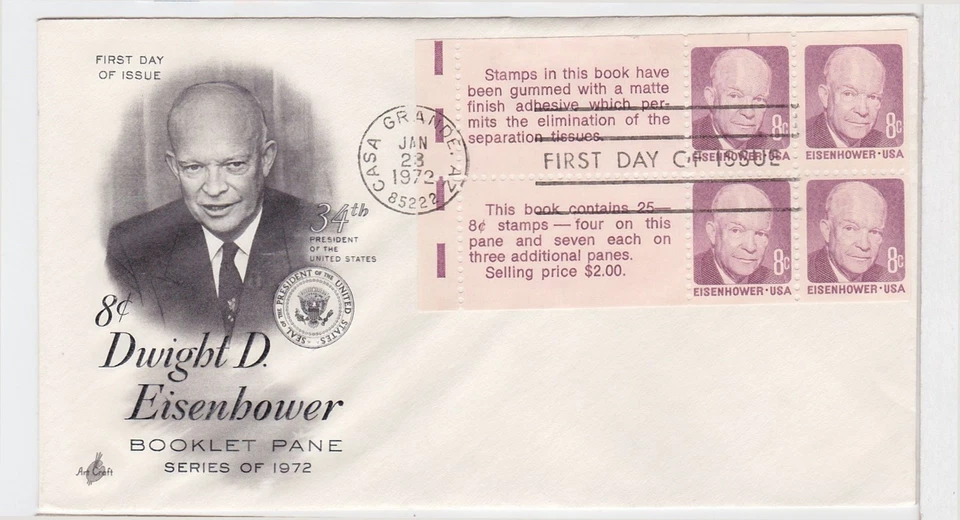 FIRST DAY
OF ISSUE
34th
PRESIDENT
OF THE
UNITED STATES
SEAL OF THE PRESIDENT OF THE UNITED STATES
8¢
Dwight D.
Eisenhower
BOOKLET PANE
SERIES OF 1972
Art Craft
CASA GRANDE, AZ
JAN
23
1972
85222
Stamps in this book have
been gummed with a matte
finish adhesive which per-
mits the elimination of the
separation tissues.
FIRST DAY OF ISSUE
This book contains 25—
8¢ stamps — four on this
pane and seven each on
three additional panes.
Selling price $2.00.
8c
EISENHOWER·USA
8c
EISENHOWER·USA
8c
EISENHOWER·USA
8c
EISENHOWER·USA